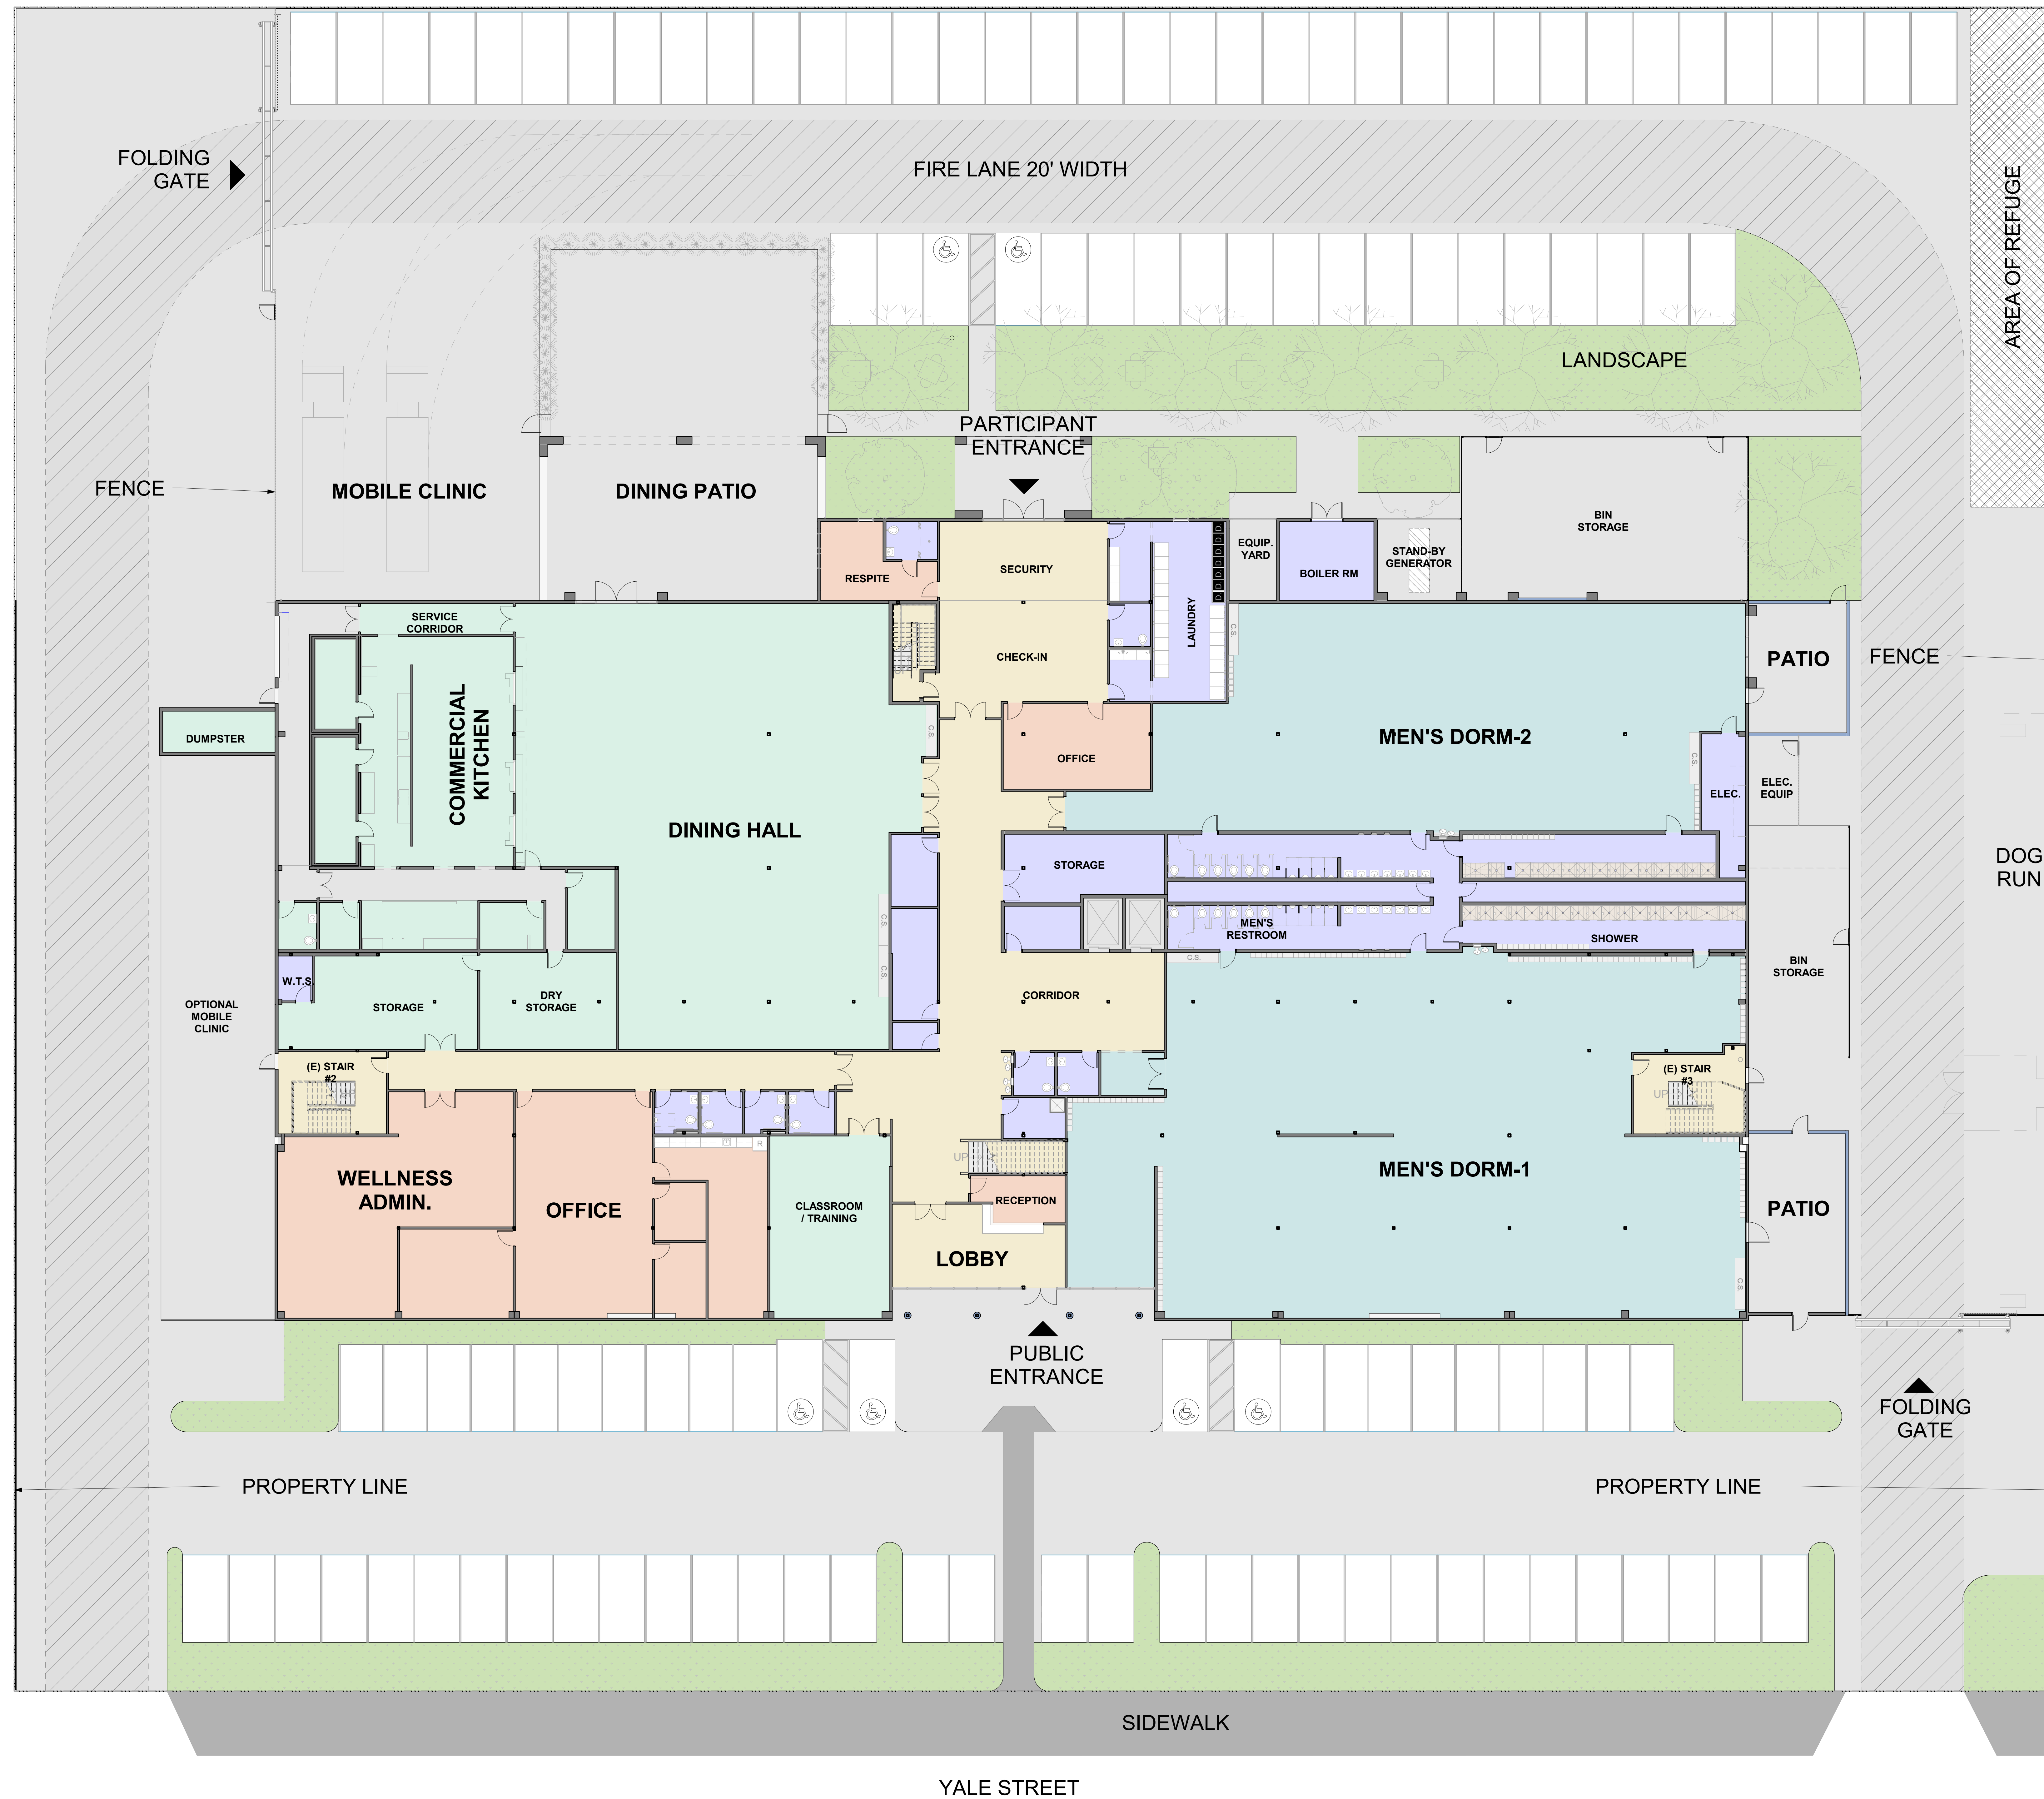 FOLDING
GATE
FIRE LANE 20' WIDTH
AREA OF REFUGE
LANDSCAPE
PARTICIPANT
ENTRANCE
FENCE
MOBILE CLINIC
DINING PATIO
BIN
STORAGE
EQUIP.
YARD
STAND-BY
GENERATOR
BOILER RM
SECURITY
RESPITE
SERVICE
CORRIDOR
LAUNDRY
C.S.
CHECK-IN
PATIO
FENCE
DUMPSTER
COMMERCIAL
KITCHEN
C.S.
MEN'S DORM-2
OFFICE
C.S.
ELEC.
ELEC.
EQUIP
DINING HALL
STORAGE
DOG
RUN
C.S.
MEN'S
RESTROOM
SHOWER
C.S.
BIN
STORAGE
W.T.S.
C.S.
OPTIONAL
MOBILE
CLINIC
STORAGE
DRY
STORAGE
CORRIDOR
(E) STAIR
#2
(E) STAIR
#3
UP
R
UP
WELLNESS
ADMIN.
OFFICE
CLASSROOM
/ TRAINING
RECEPTION
MEN'S DORM-1
PATIO
LOBBY
C.S.
PUBLIC
ENTRANCE
FOLDING
GATE
PROPERTY LINE
PROPERTY LINE
SIDEWALK
YALE STREET